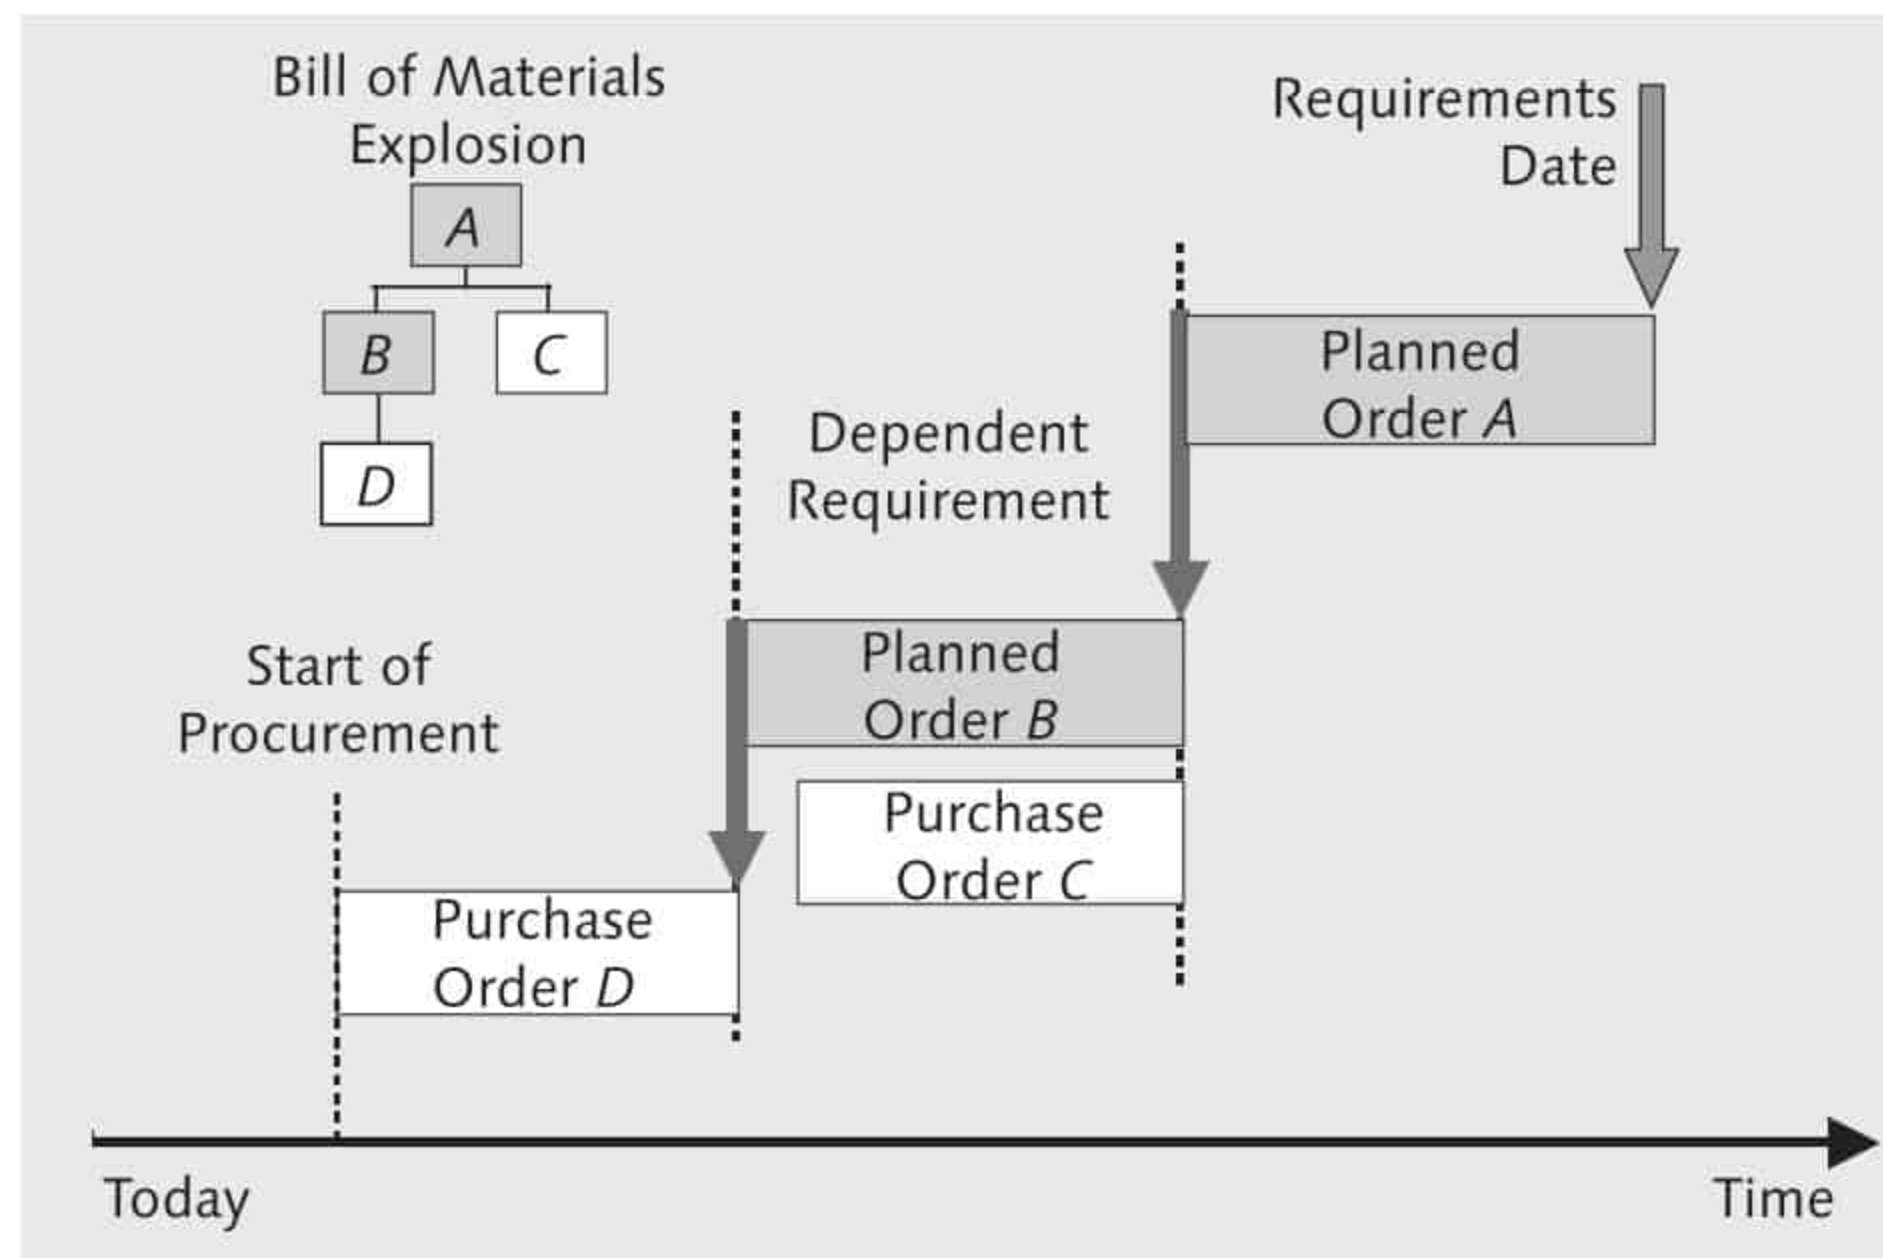 Bill of Materials
Explosion
A
B
C
D
Requirements
Date
Planned
Order A
Dependent
Requirement
Planned
Order B
Start of
Procurement
Purchase
Order C
Purchase
Order D
Today
Time